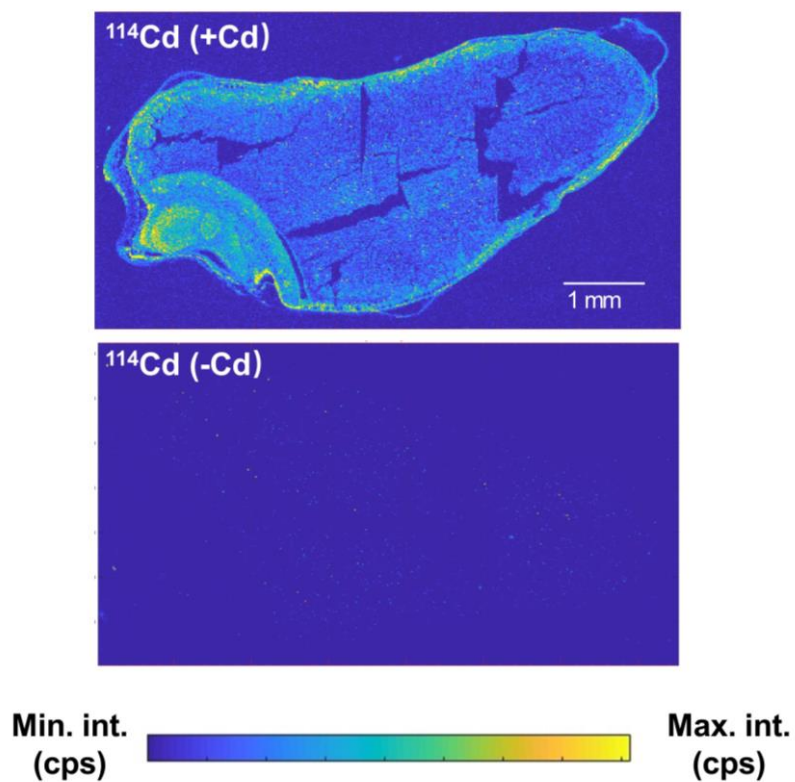 ¹¹⁴Cd (+Cd)
1 mm
¹¹⁴Cd (-Cd)
Min. int.
(cps)
Max. int.
(cps)